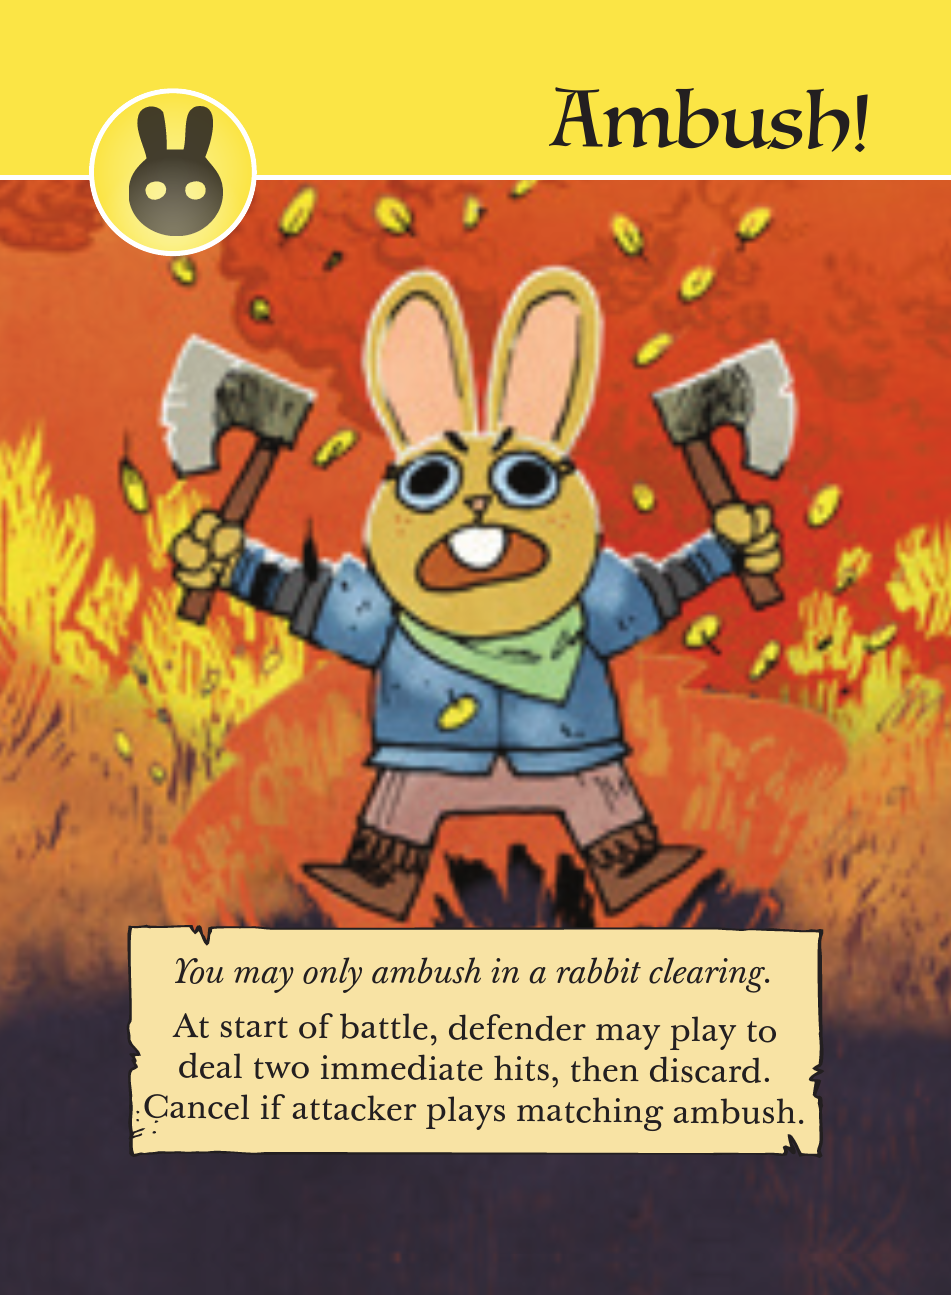 Ambush!
You may only ambush in a rabbit clearing.
At start of battle, defender may play to
deal two immediate hits, then discard.
Cancel if attacker plays matching ambush.